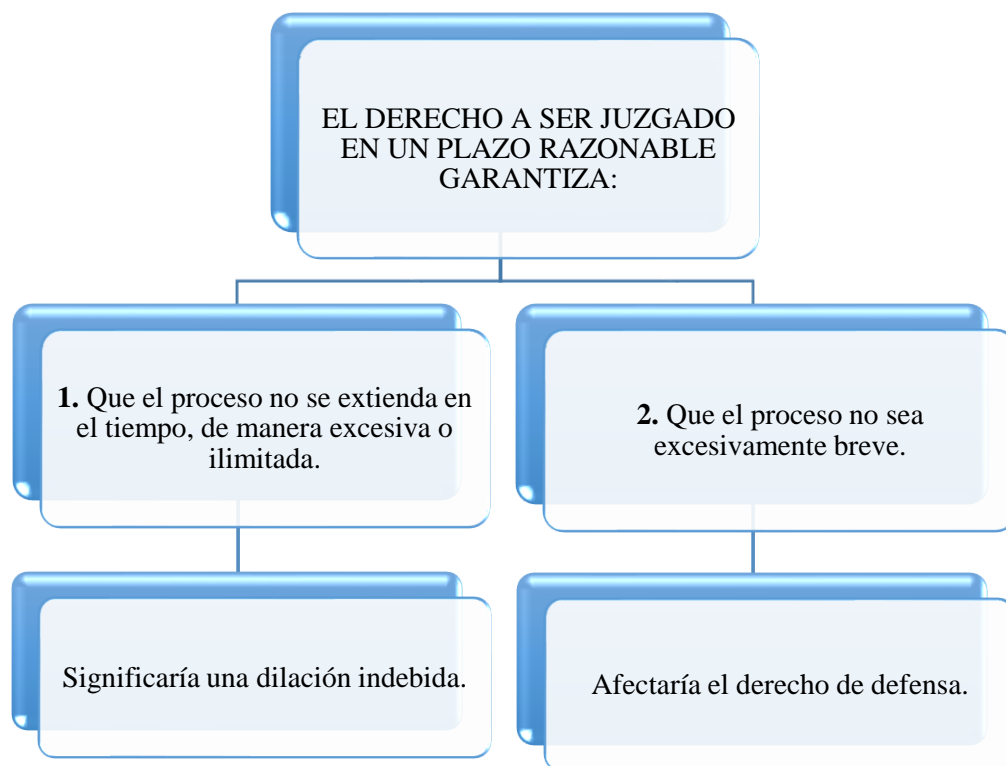 EL DERECHO A SER JUZGADO
EN UN PLAZO RAZONABLE
GARANTIZA:
1. Que el proceso no se extienda en
el tiempo, de manera excesiva o
ilimitada.
2. Que el proceso no sea
excesivamente breve.
Significaría una dilación indebida.
Afectaría el derecho de defensa.